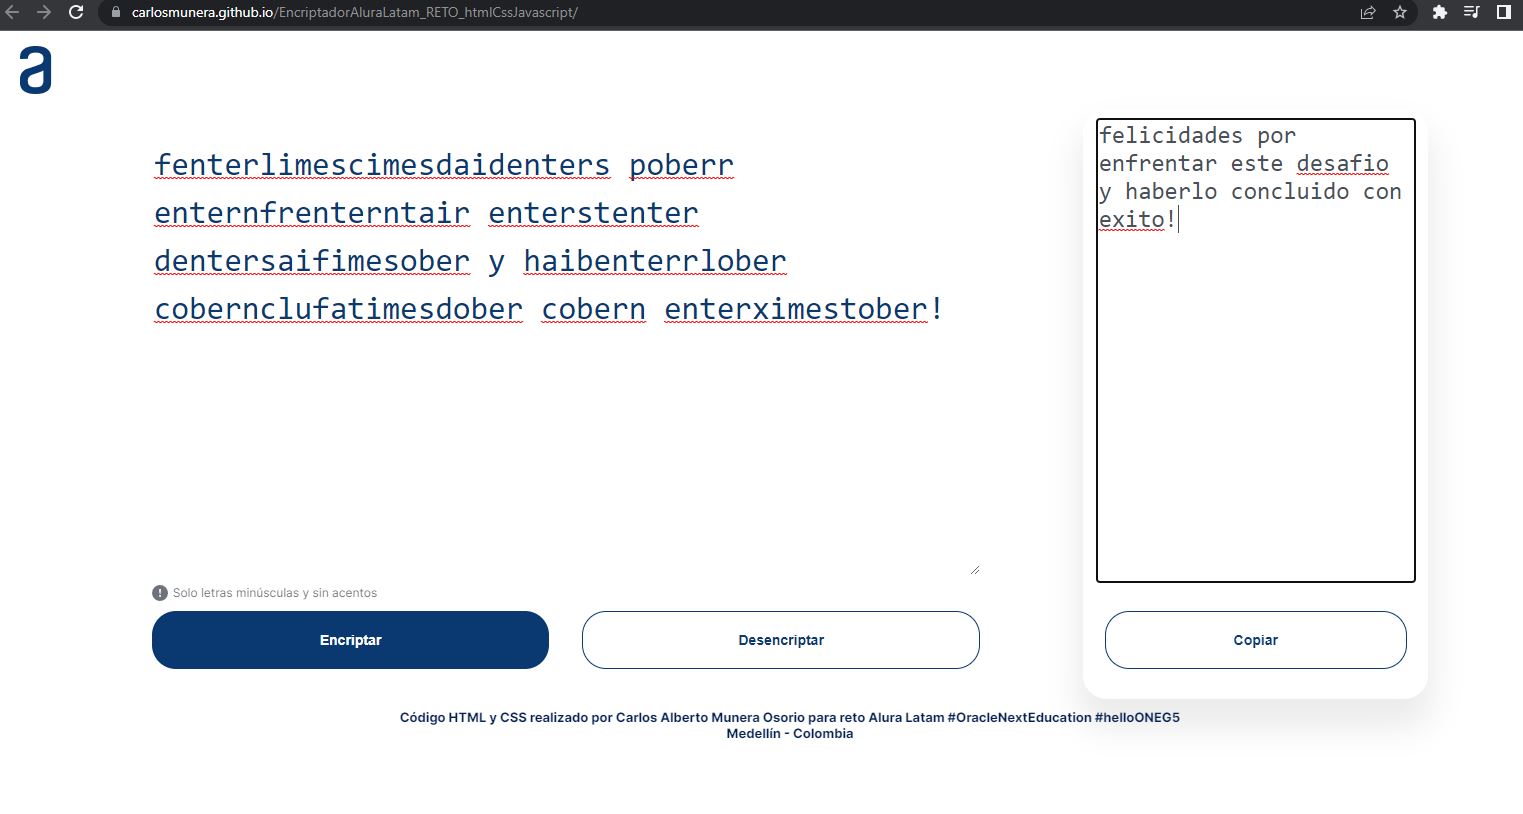 carlosmunera.github.io/EncriptadorAluraLatam_RETO_htmlCssJavascript/
a
fenterlimescimesdaidenters poberr
enternfrenterntair enterstenter
dentersaifimesober y haibenterrlober
cobernclufatimesdober cobern enterximestober!
felicidades por
enfrentar este desafio
y haberlo concluido con
exito!
! Solo letras minúsculas y sin acentos
Encriptar
Desencriptar
Copiar
Código HTML y CSS realizado por Carlos Alberto Munera Osorio para reto Alura Latam #OracleNextEducation #helloONEG5
Medellín - Colombia